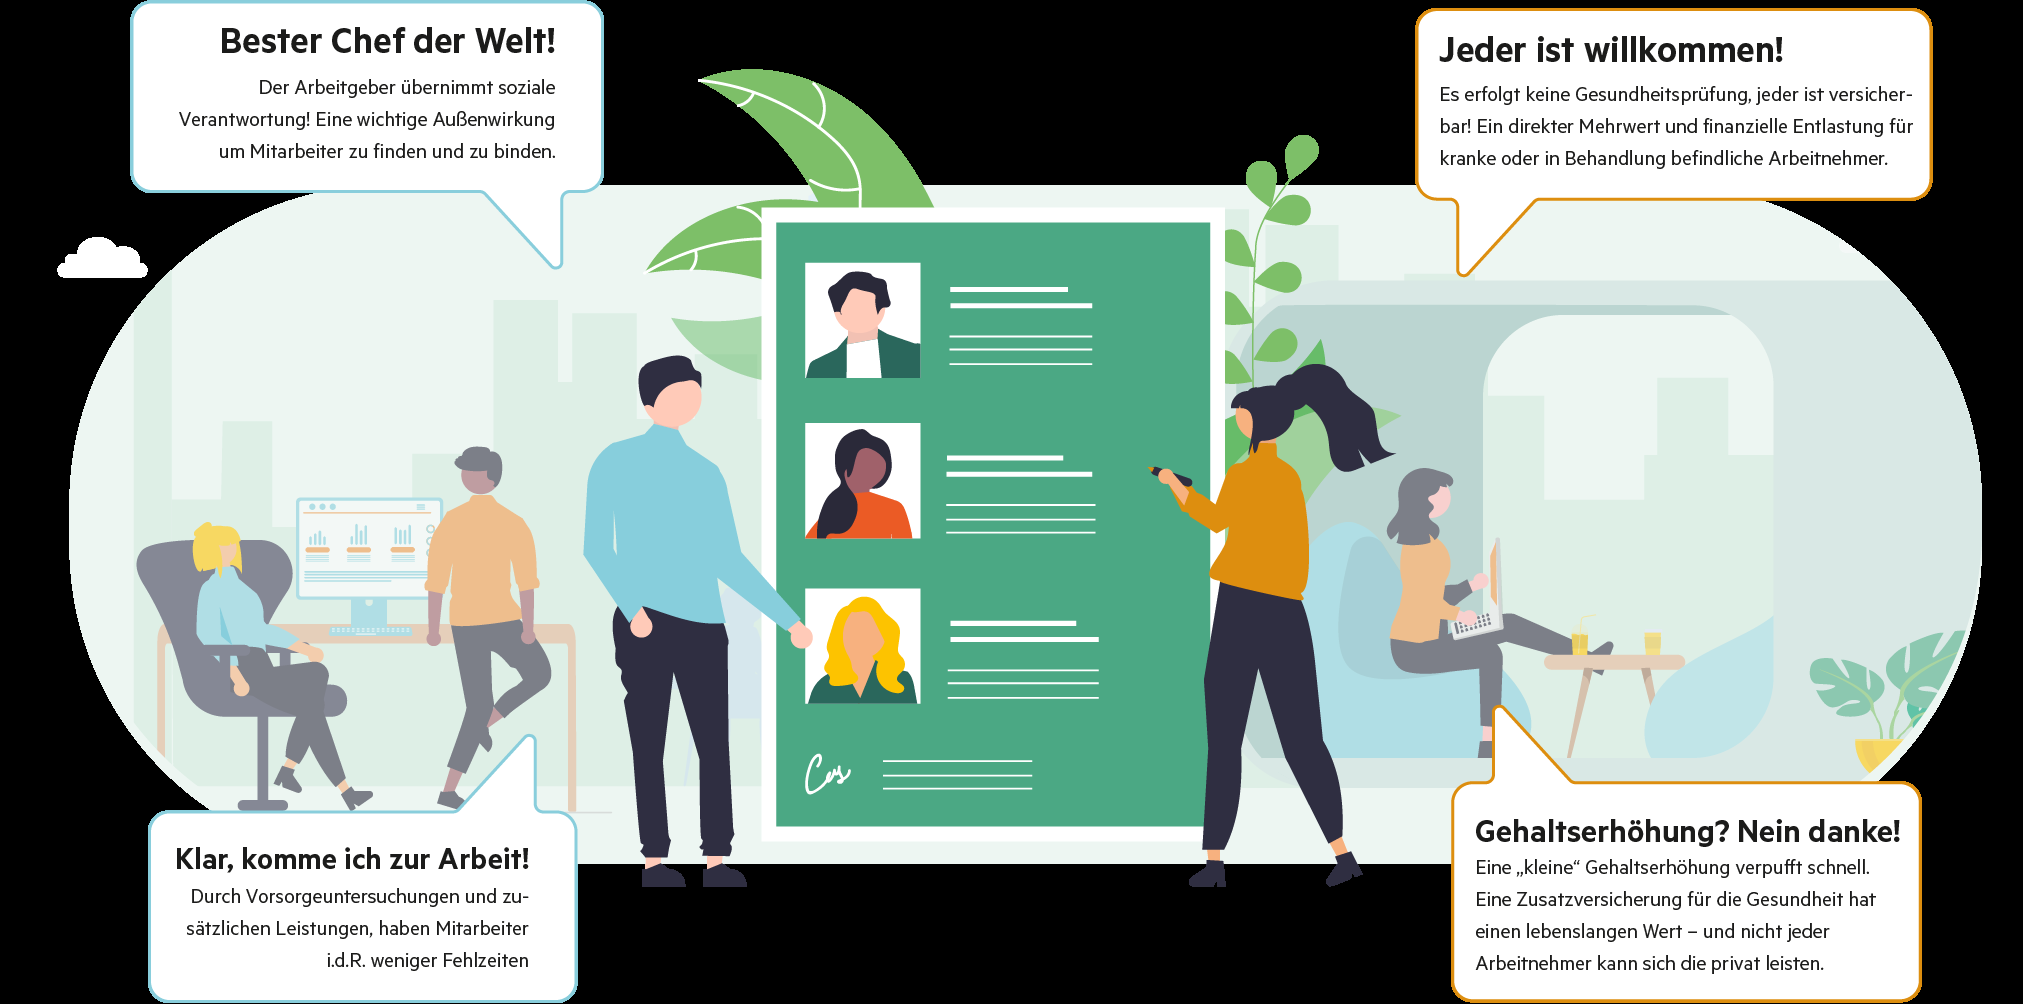 Bester Chef der Welt!
Der Arbeitgeber übernimmt soziale
Verantwortung! Eine wichtige Außenwirkung
um Mitarbeiter zu finden und zu binden.
Jeder ist willkommen!
Es erfolgt keine Gesundheitsprüfung, jeder ist versicher-
bar! Ein direkter Mehrwert und finanzielle Entlastung für
kranke oder in Behandlung befindliche Arbeitnehmer.
Klar, komme ich zur Arbeit!
Durch Vorsorgeuntersuchungen und zu-
sätzlichen Leistungen, haben Mitarbeiter
i.d.R. weniger Fehlzeiten
Gehaltserhöhung? Nein danke!
Eine „kleine“ Gehaltserhöhung verpufft schnell.
Eine Zusatzversicherung für die Gesundheit hat
einen lebenslangen Wert – und nicht jeder
Arbeitnehmer kann sich die privat leisten.